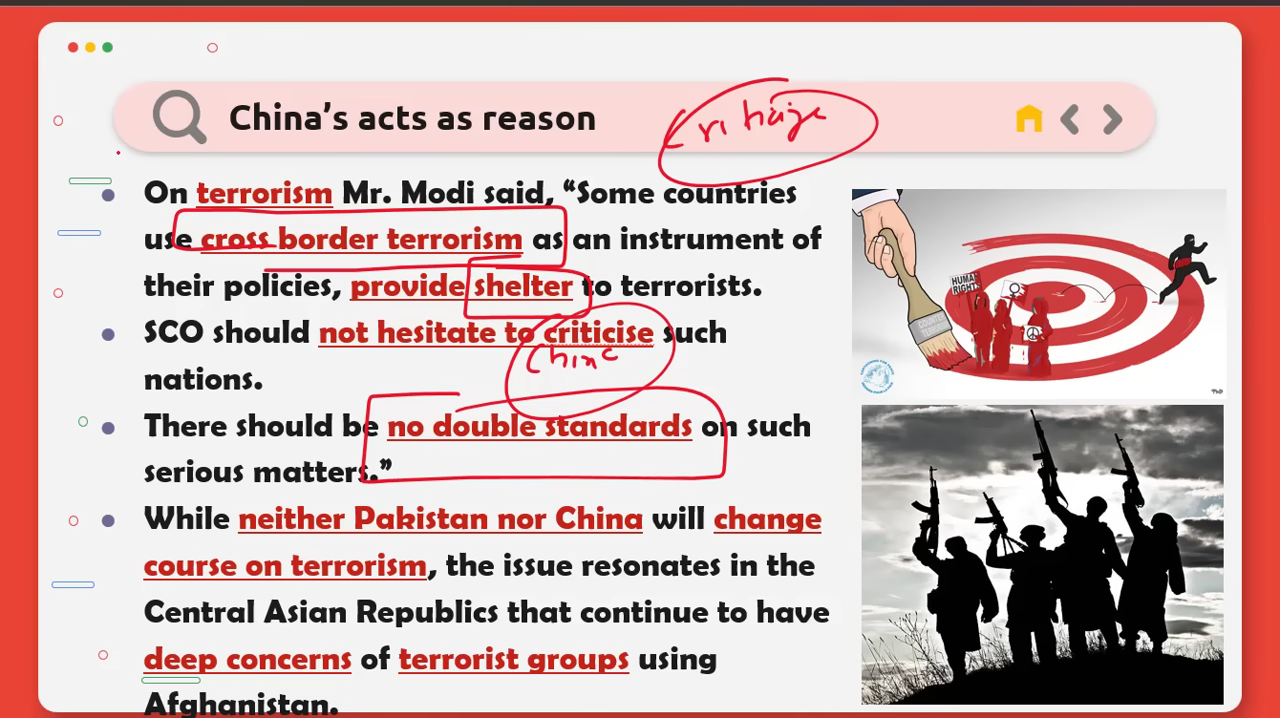 China's acts as reason
On terrorism Mr. Modi said, “Some countries
use cross border terrorism as an instrument of
their policies, provide shelter to terrorists.
SCO should not hesitate to criticise such
nations.
There should be no double standards on such
serious matters.”
While neither Pakistan nor China will change
course on terrorism, the issue resonates in the
Central Asian Republics that continue to have
deep concerns of terrorist groups using
Afghanistan.
HUMAN
RIGHTS